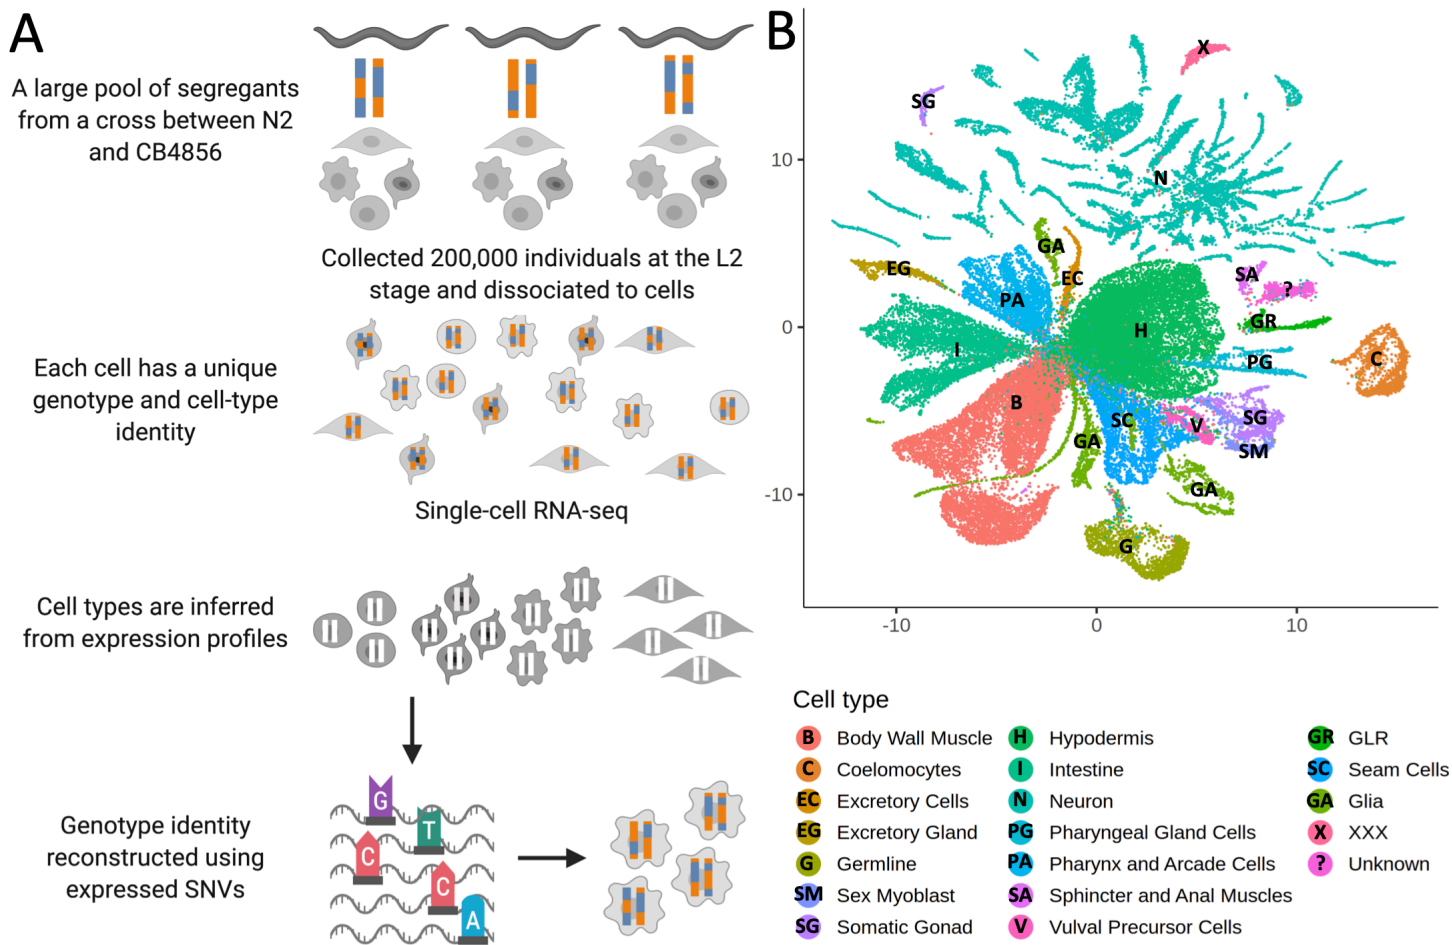 A
A large pool of segregants
from a cross between N2
and CB4856
Collected 200,000 individuals at the L2
stage and dissociated to cells
Each cell has a unique
genotype and cell-type
identity
Single-cell RNA-seq
Cell types are inferred
from expression profiles
Genotype identity
reconstructed using
expressed SNVs
G
T
C
C
A
B
X
SG
N
GA
EG
EC
SA
?
PA
GR
H
I
PG
C
B
SC
SG
V
GA
SM
GA
G
10
0
-10
-10
0
10
Cell type
B Body Wall Muscle
C Coelomocytes
EC Excretory Cells
EG Excretory Gland
G Germline
SM Sex Myoblast
SG Somatic Gonad
H Hypodermis
I Intestine
N Neuron
PG Pharyngeal Gland Cells
PA Pharynx and Arcade Cells
SA Sphincter and Anal Muscles
V Vulval Precursor Cells
GR GLR
SC Seam Cells
GA Glia
X XXX
? Unknown